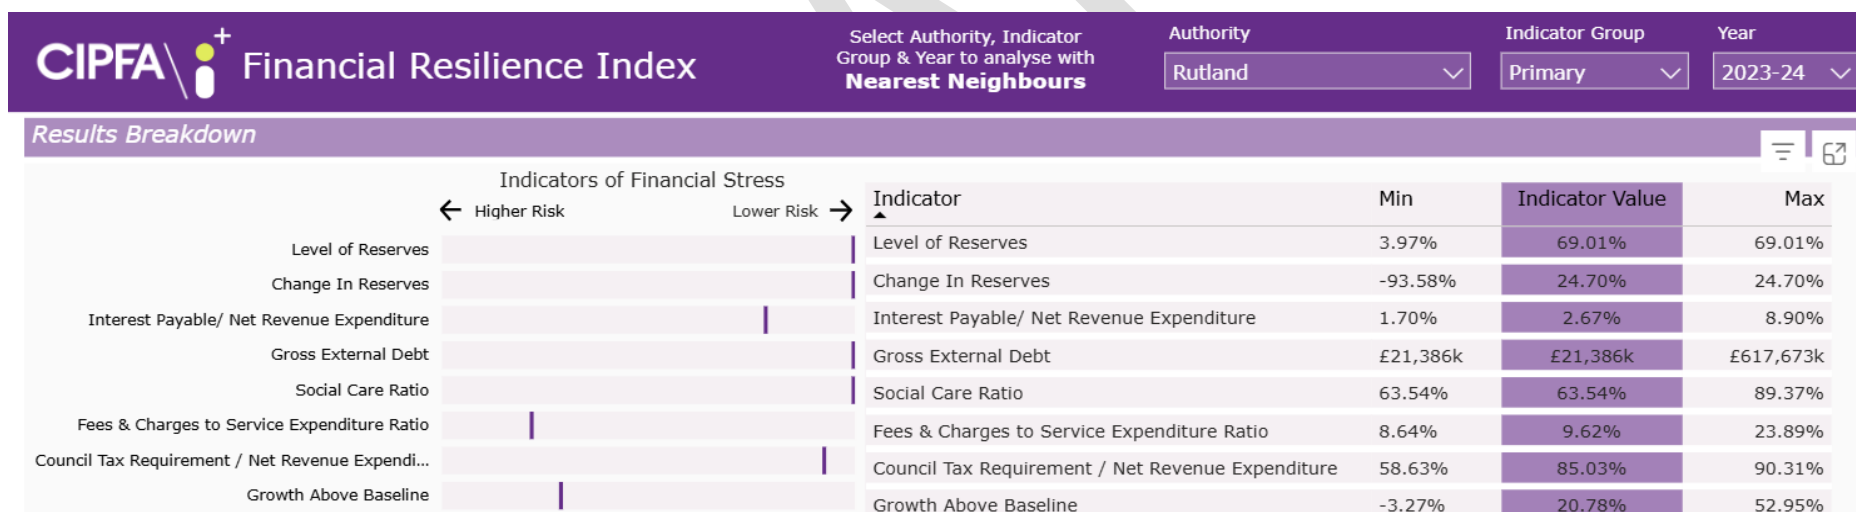 CIPFA\ i+ Financial Resilience Index
Select Authority, Indicator
Group & Year to analyse with
Nearest Neighbours
Authority
Rutland
Indicator Group
Primary
Year
2023-24
Results Breakdown
Indicators of Financial Stress
← Higher Risk Lower Risk →
Level of Reserves
Change In Reserves
Interest Payable/ Net Revenue Expenditure
Gross External Debt
Social Care Ratio
Fees & Charges to Service Expenditure Ratio
Council Tax Requirement / Net Revenue Expendi...
Growth Above Baseline
Indicator Min Indicator Value Max
Level of Reserves 3.97% 69.01% 69.01%
Change In Reserves -93.58% 24.70% 24.70%
Interest Payable/ Net Revenue Expenditure 1.70% 2.67% 8.90%
Gross External Debt £21,386k £21,386k £617,673k
Social Care Ratio 63.54% 63.54% 89.37%
Fees & Charges to Service Expenditure Ratio 8.64% 9.62% 23.89%
Council Tax Requirement / Net Revenue Expenditure 58.63% 85.03% 90.31%
Growth Above Baseline -3.27% 20.78% 52.95%